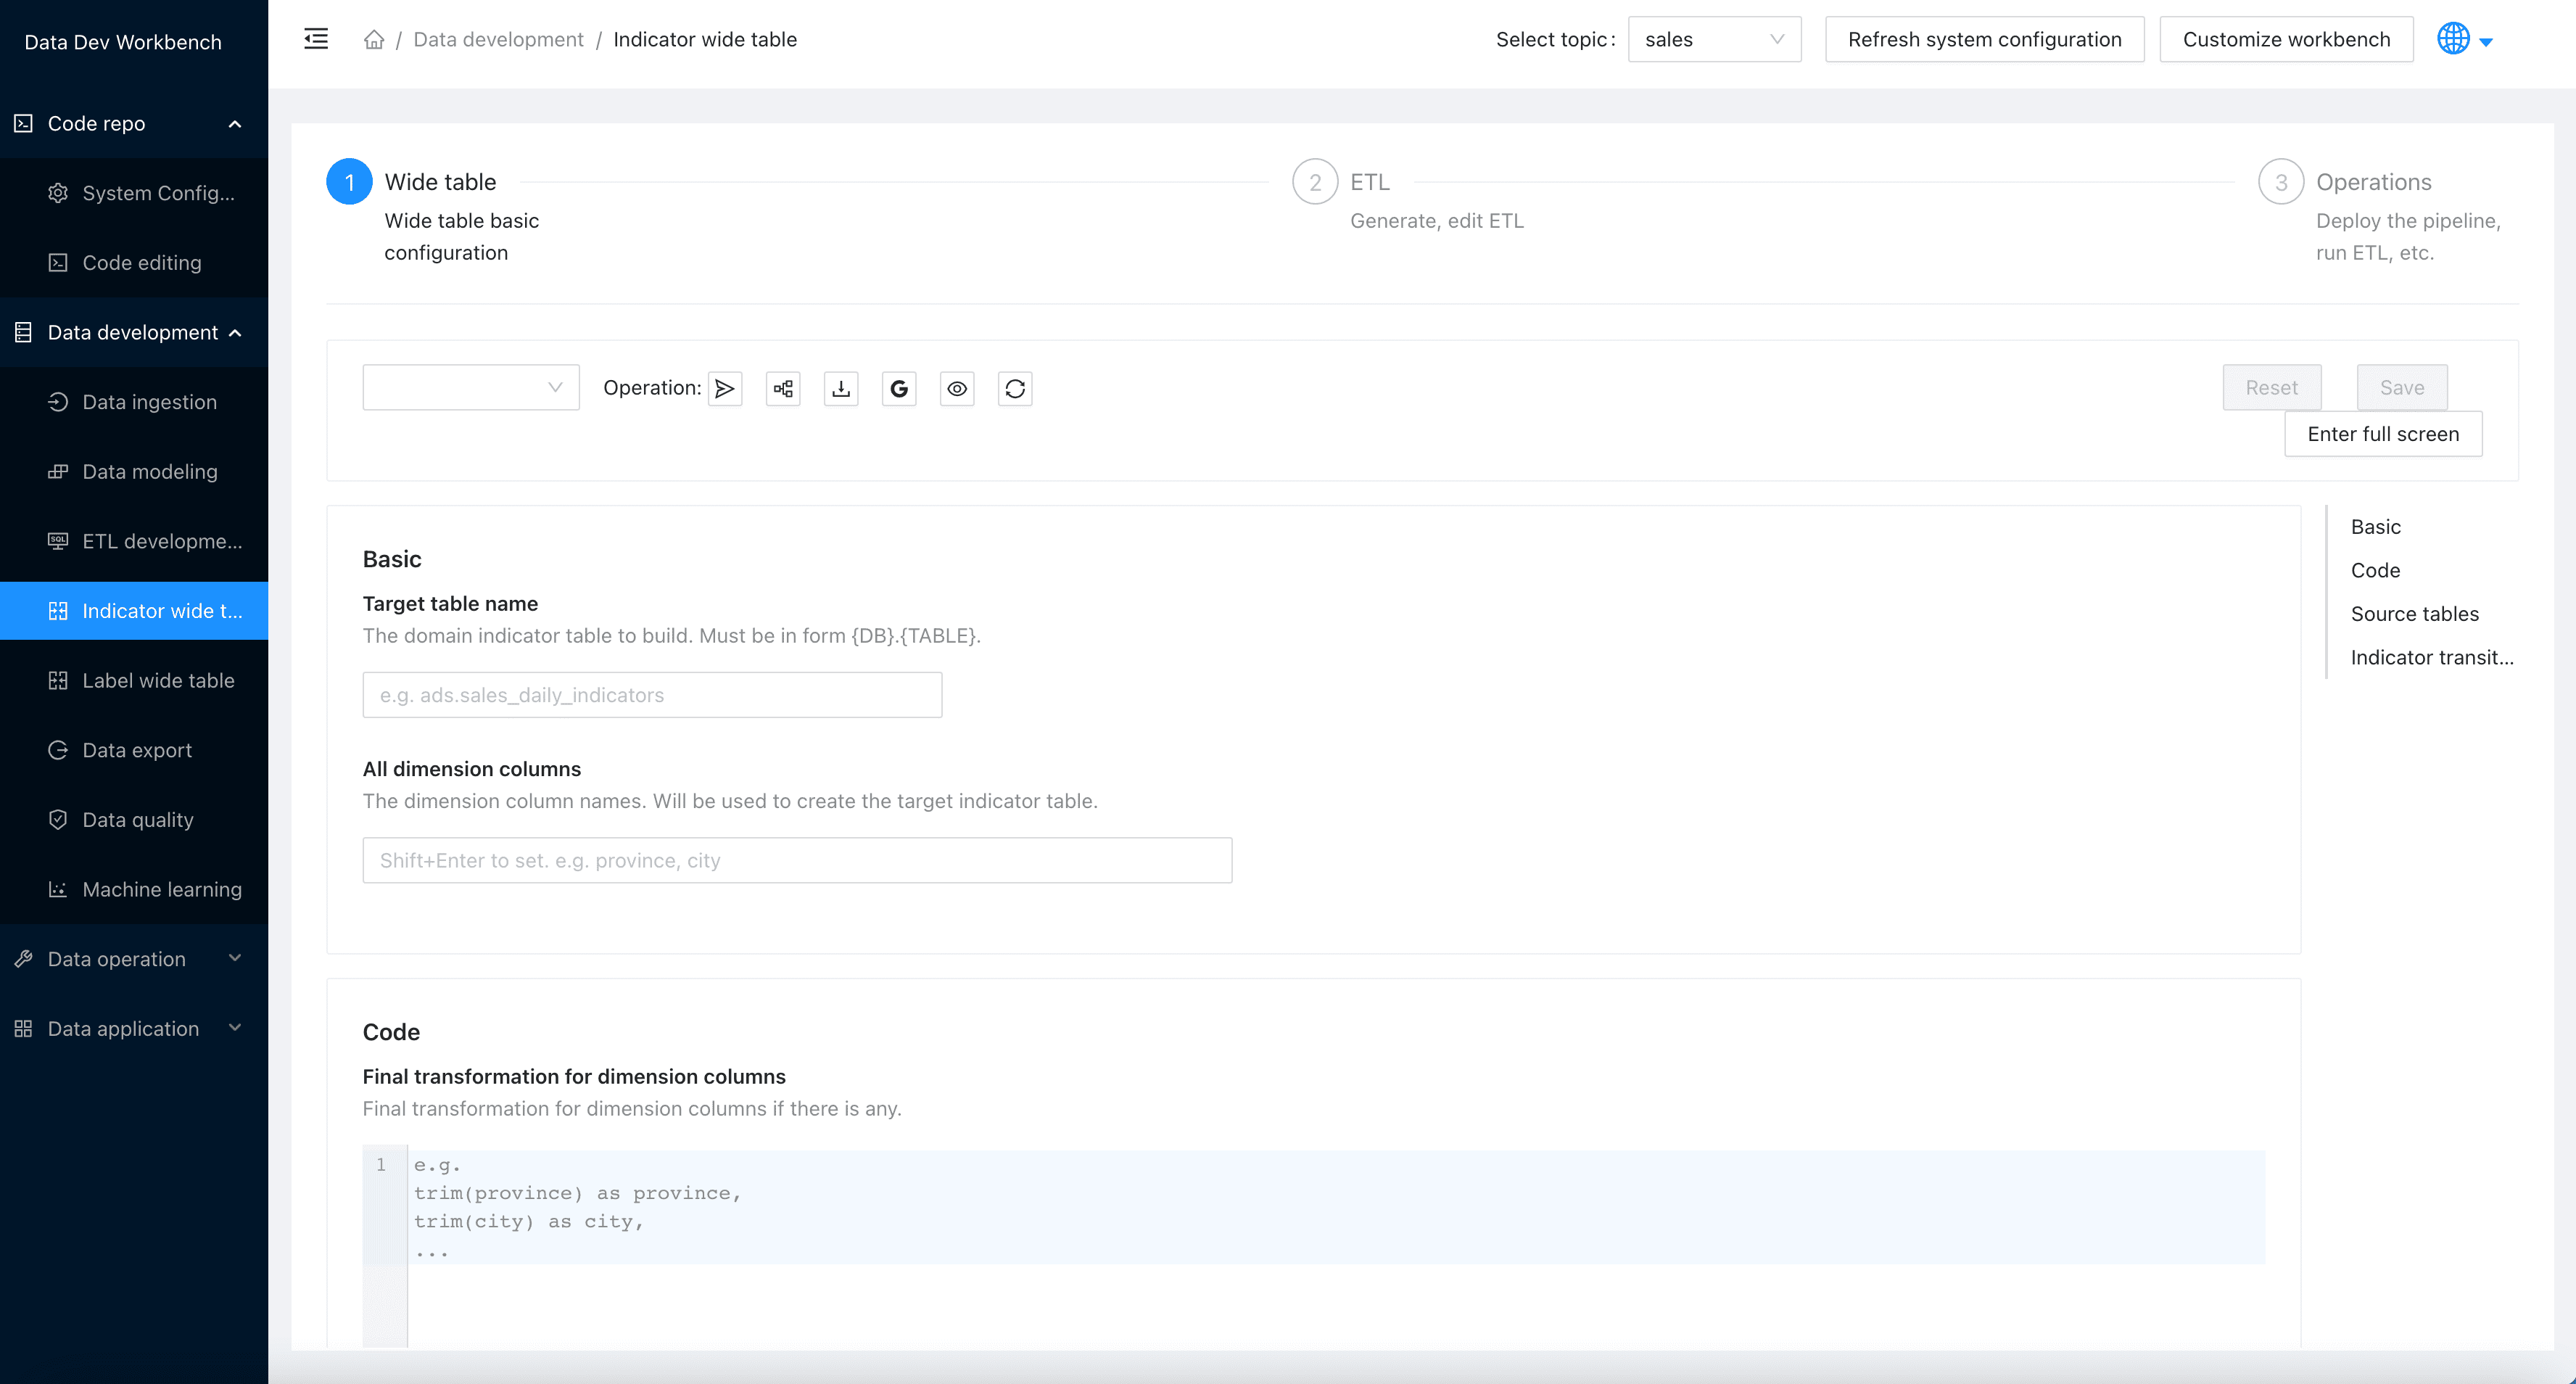 Data Dev Workbench
Code repo
System Config...
Code editing
Data development
Data ingestion
Data modeling
SQL
ETL developme...
Indicator wide t...
Label wide table
Data export
Data quality
Machine learning
Data operation
Data application
/ Data development / Indicator wide table
Select topic: sales
Refresh system configuration
Customize workbench
1 Wide table
Wide table basic
configuration
2 ETL
Generate, edit ETL
3 Operations
Deploy the pipeline,
run ETL, etc.
Operation:
G
Reset
Save
Enter full screen
Basic
Target table name
The domain indicator table to build. Must be in form {DB}.{TABLE}.
e.g. ads.sales_daily_indicators
All dimension columns
The dimension column names. Will be used to create the target indicator table.
Shift+Enter to set. e.g. province, city
Code
Final transformation for dimension columns
Final transformation for dimension columns if there is any.
1 e.g.
trim(province) as province,
trim(city) as city,
...
Basic
Code
Source tables
Indicator transit...